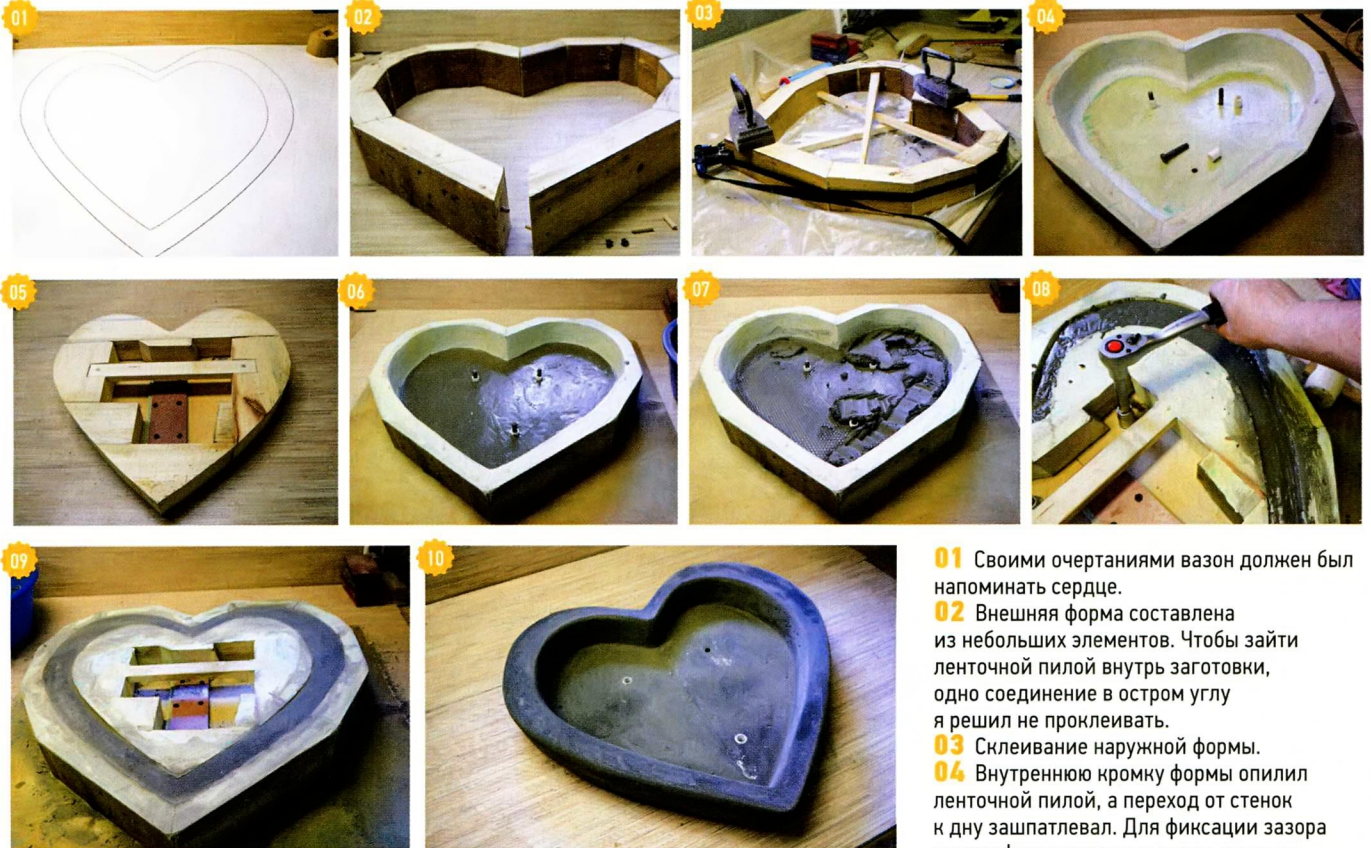 01
02
03
04
05
06
07
08
09
10
01 Своими очертаниями вазон должен был
напоминать сердце.
02 Внешняя форма составлена
из небольших элементов. Чтобы зайти
ленточной пилой внутрь заготовки,
одно соединение в остром углу
я решил не проклеивать.
03 Склеивание наружной формы.
04 Внутреннюю кромку формы опилил
ленточной пилой, а переход от стенок
к дну зашпатлевал. Для фиксации зазора